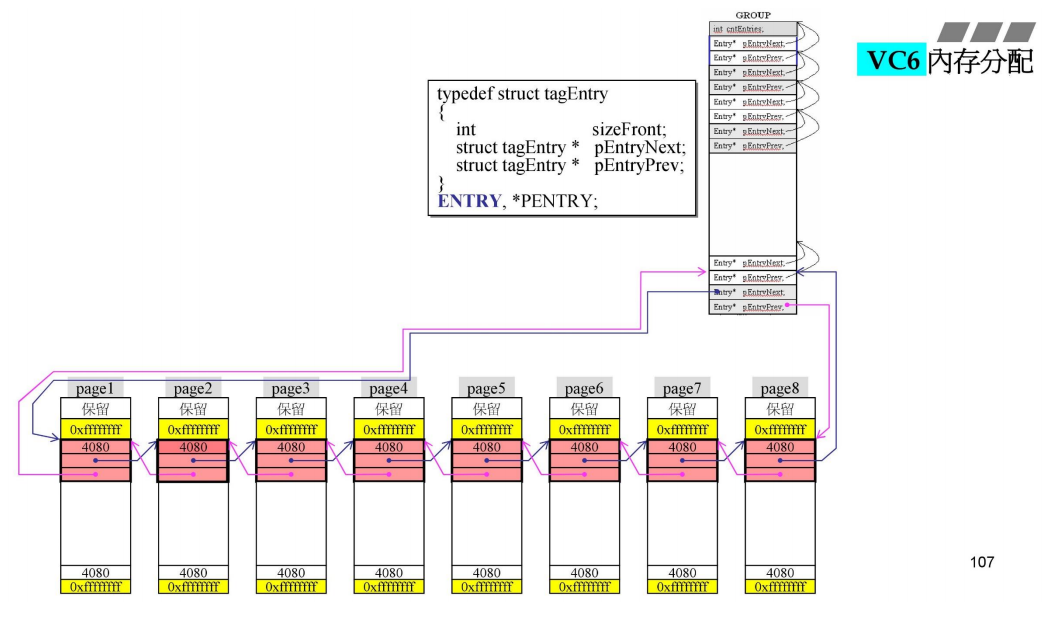 VC6 內存分配
GROUP
int cntEntries;
Entry* pEntryNext;
Entry* pEntryPrev;
Entry* pEntryNext;
Entry* pEntryPrev;
Entry* pEntryNext;
Entry* pEntryPrev;
Entry* pEntryNext;
Entry* pEntryPrev;
Entry* pEntryNext;
Entry* pEntryPrev;
Entry* pEntryNext;
Entry* pEntryPrev;
typedef struct tagEntry
{
int sizeFront;
struct tagEntry * pEntryNext;
struct tagEntry * pEntryPrev;
}
ENTRY, *PENTRY;
page1 page2 page3 page4 page5 page6 page7 page8
保留 保留 保留 保留 保留 保留 保留 保留
0xffffffff 0xffffffff 0xffffffff 0xffffffff 0xffffffff 0xffffffff 0xffffffff 0xffffffff
4080 4080 4080 4080 4080 4080 4080 4080
4080 4080 4080 4080 4080 4080 4080 4080
0xffffffff 0xffffffff 0xffffffff 0xffffffff 0xffffffff 0xffffffff 0xffffffff 0xffffffff
107